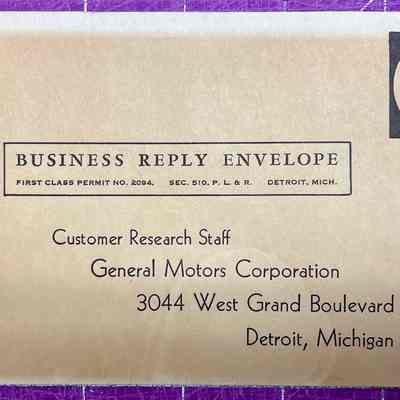 BUSINESS REPLY ENVELOPE
FIRST CLASS PERMIT NO. 2094. SEC. 510, P. L. & R. DETROIT, MICH.
Customer Research Staff
General Motors Corporation
3044 West Grand Boulevard
Detroit, Michigan